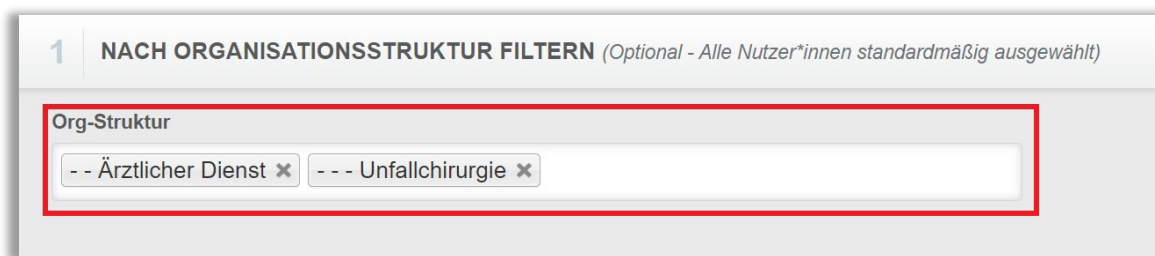 1 NACH ORGANISATIONSSTRUKTUR FILTERN (Optional - Alle Nutzer*innen standardmäßig ausgewählt)
Org-Struktur
- - Ärztlicher Dienst × - - - Unfallchirurgie ×